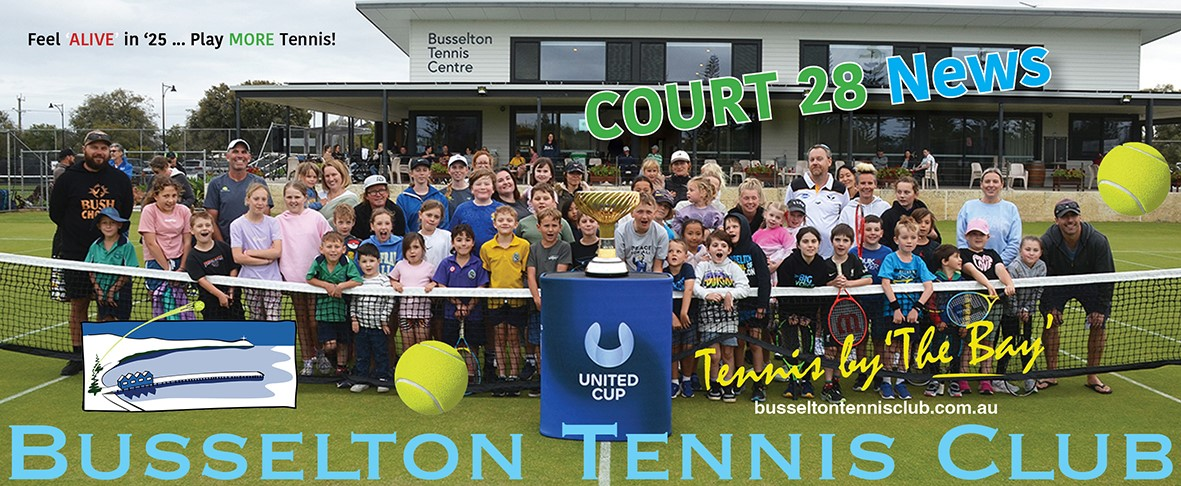 Feel 'ALIVE' in ‘25 ... Play MORE Tennis!
Busselton
Tennis
Centre
COURT 28 News
UNITED
CUP
Tennis by ‘The Bay’
busseltontennisclub.com.au
BUSSELTON TENNIS CLUB